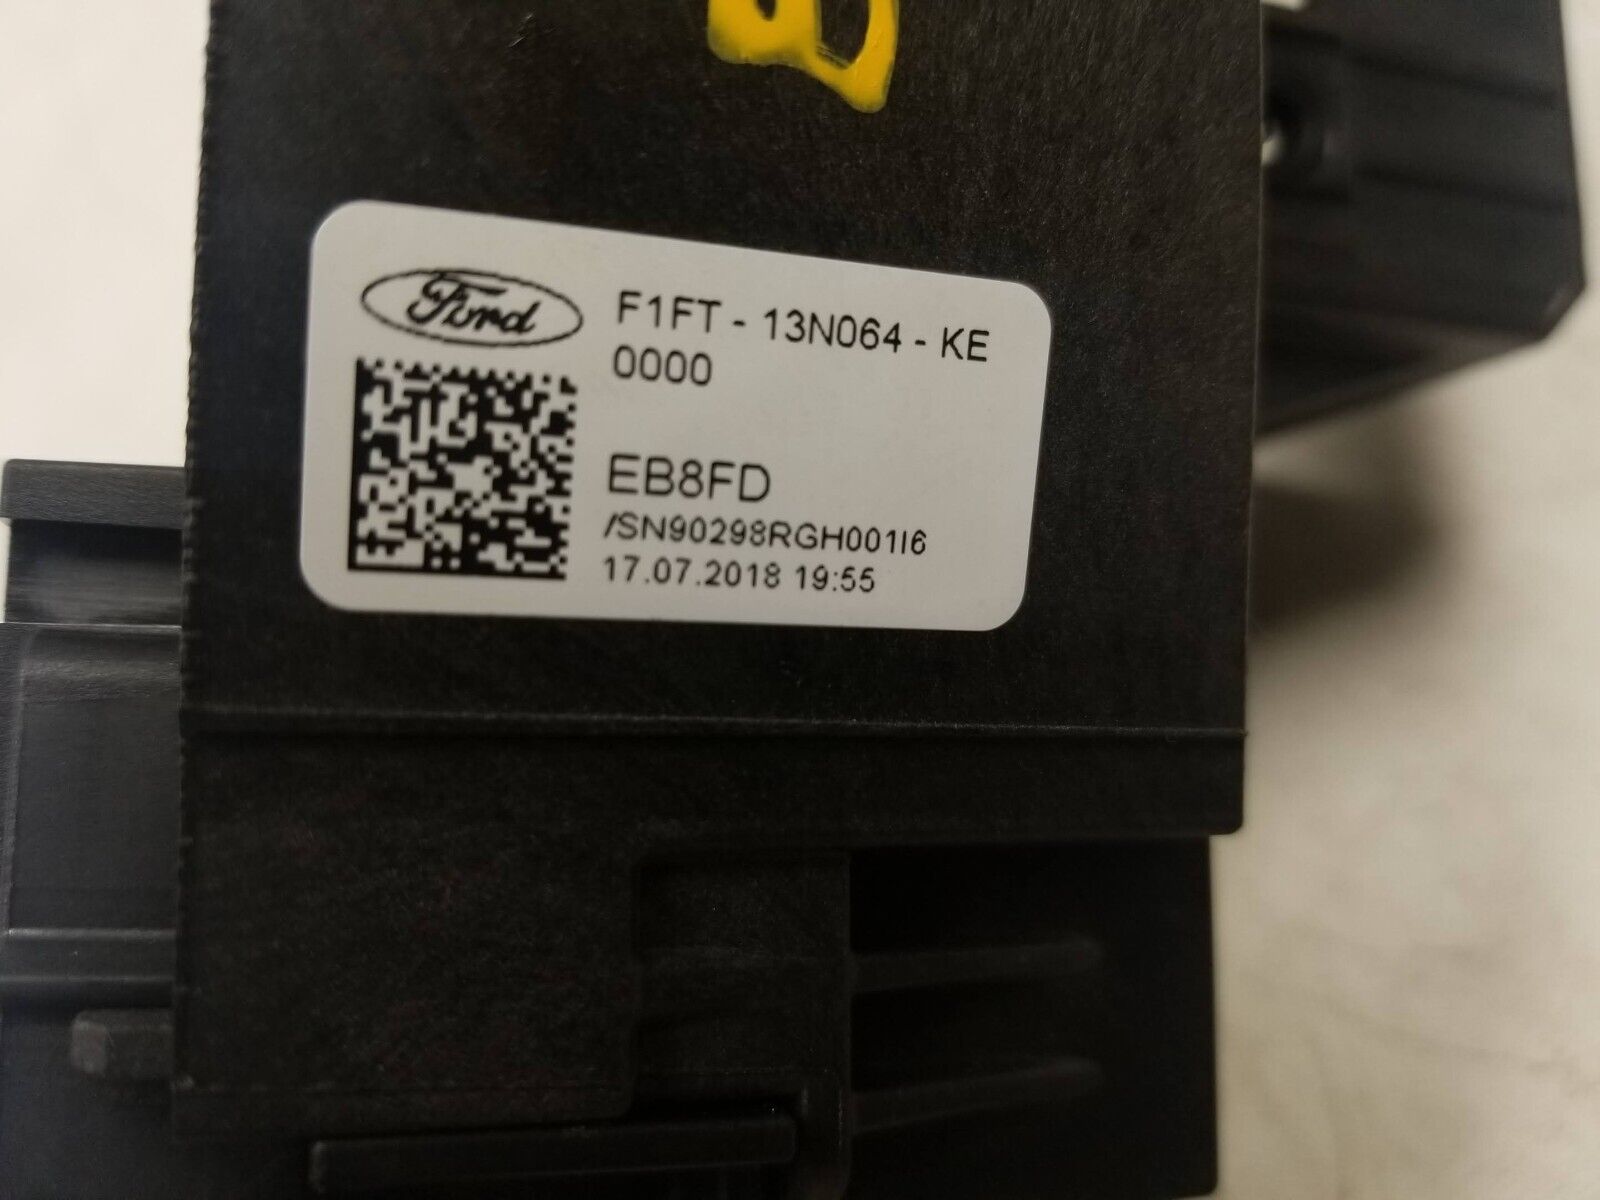 Ford
F1FT - 13N064 - KE
0000
EB8FD
/SN90298RGH001I6
17.07.2018 19:55